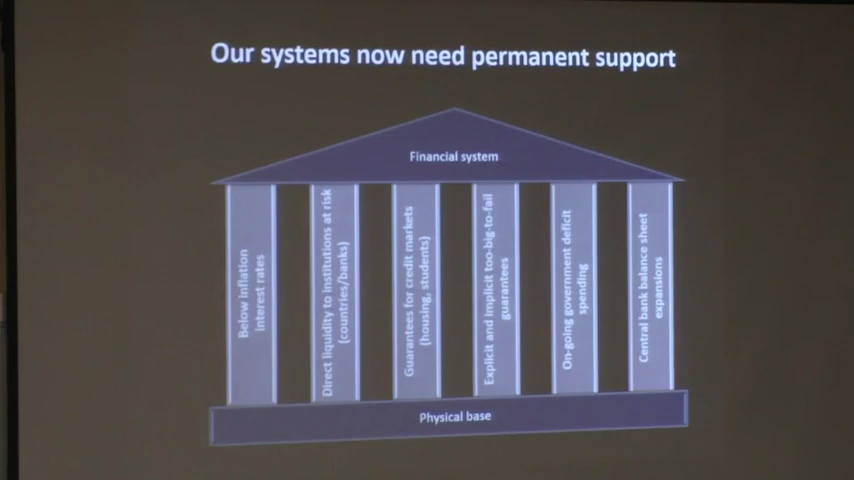 Our systems now need permanent support
Financial system
Below inflation
interest rates
Direct liquidity to institutions at risk
(countries/banks)
Guarantees for credit markets
(housing, students)
Explicit and implicit too-big-to-fail
guarantees
On-going government deficit
spending
Central bank balance sheet
expansions
Physical base